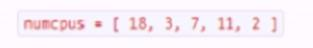 numcpus = [ 18, 3, 7, 11, 2 ]